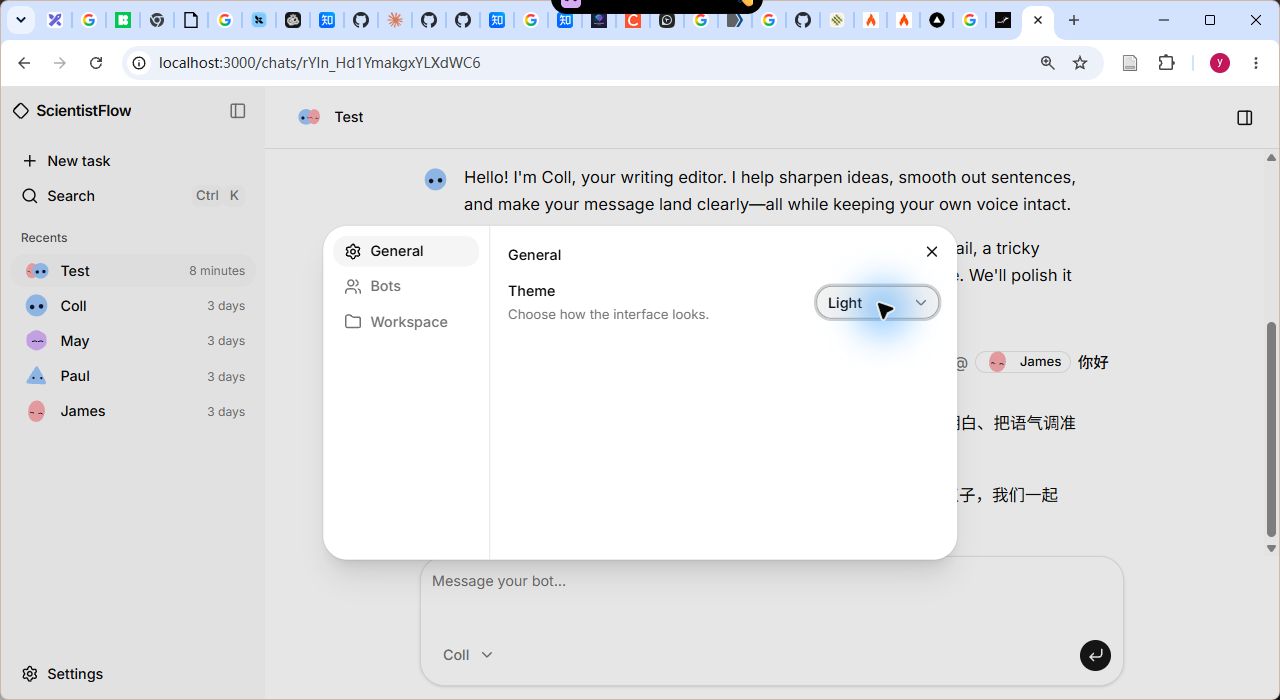 localhost:3000/chats/rYIn_Hd1YmakgxYLXdWC6
y
ScientistFlow
New task
Search Ctrl K
Recents
Test 8 minutes
Coll 3 days
May 3 days
Paul 3 days
James 3 days
Settings
Test
Hello! I'm Coll, your writing editor. I help sharpen ideas, smooth out sentences,
and make your message land clearly—all while keeping your own voice intact.
ail, a tricky
e. We'll polish it
@ James 你好
明白、把语气调准
子，我们一起
General
Bots
Workspace
General
Theme
Choose how the interface looks.
Light
Message your bot...
Coll